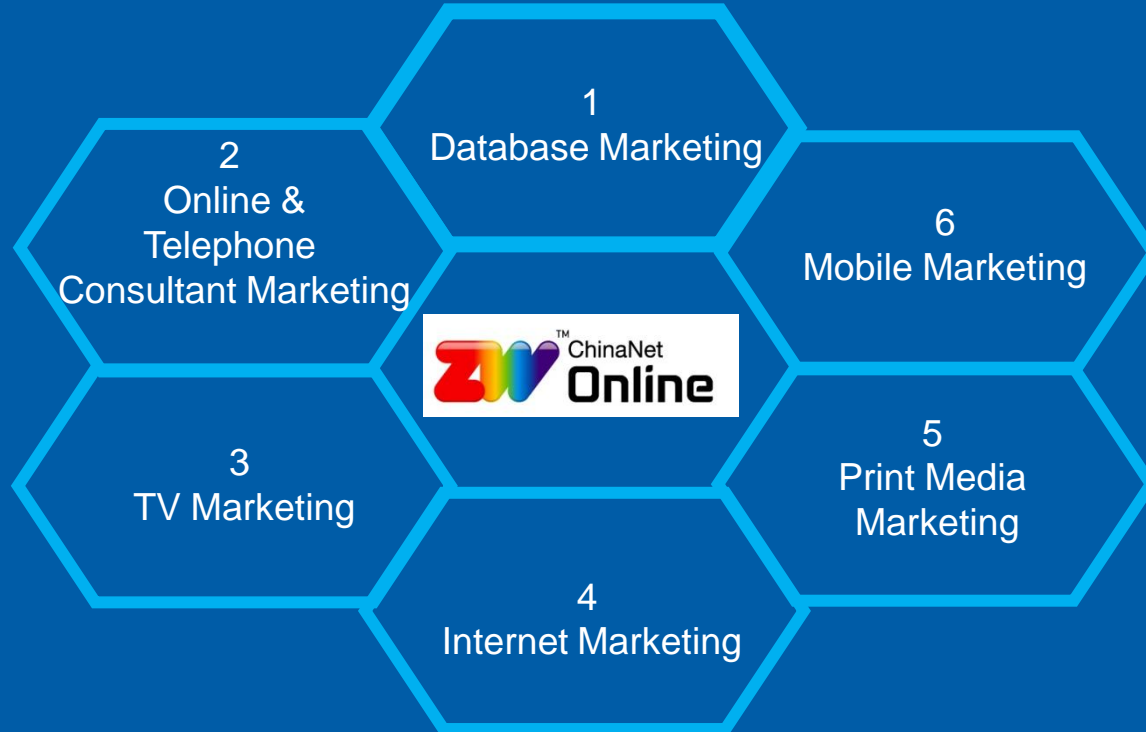 1
Database Marketing
2
Online &
Telephone
Consultant Marketing
6
Mobile Marketing
ZW™ ChinaNet
Online
3
TV Marketing
5
Print Media
Marketing
4
Internet Marketing